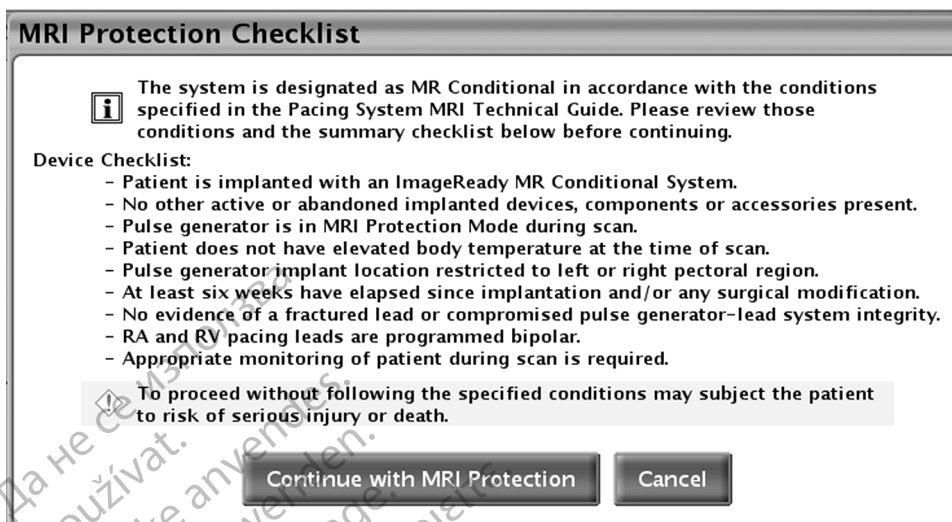 MRI Protection Checklist
The system is designated as MR Conditional in accordance with the conditions
specified in the Pacing System MRI Technical Guide. Please review those
conditions and the summary checklist below before continuing.
Device Checklist:
– Patient is implanted with an ImageReady MR Conditional System.
– No other active or abandoned implanted devices, components or accessories present.
– Pulse generator is in MRI Protection Mode during scan.
– Patient does not have elevated body temperature at the time of scan.
– Pulse generator implant location restricted to left or right pectoral region.
– At least six weeks have elapsed since implantation and/or any surgical modification.
– No evidence of a fractured lead or compromised pulse generator-lead system integrity.
– RA and RV pacing leads are programmed bipolar.
– Appropriate monitoring of patient during scan is required.
To proceed without following the specified conditions may subject the patient
to risk of serious injury or death.
Continue with MRI Protection
Cancel
да не се използва